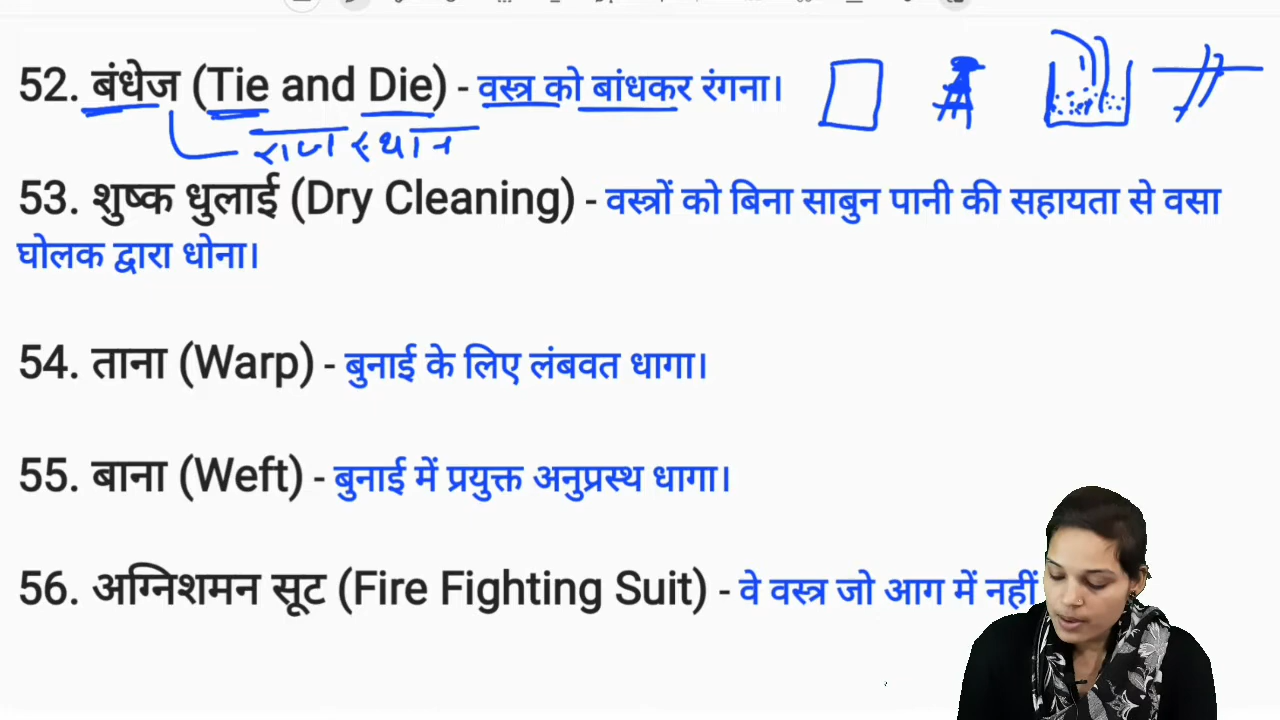 52. बंधेज (Tie and Die) - वस्त्र को बांधकर रंगना।
राजस्थान
53. शुष्क धुलाई (Dry Cleaning) - वस्त्रों को बिना साबुन पानी की सहायता से वसा
घोलक द्वारा धोना।
54. ताना (Warp) - बुनाई के लिए लंबवत धागा।
55. बाना (Weft) - बुनाई में प्रयुक्त अनुप्रस्थ धागा।
56. अग्निशमन सूट (Fire Fighting Suit) - वे वस्त्र जो आग में नहीं